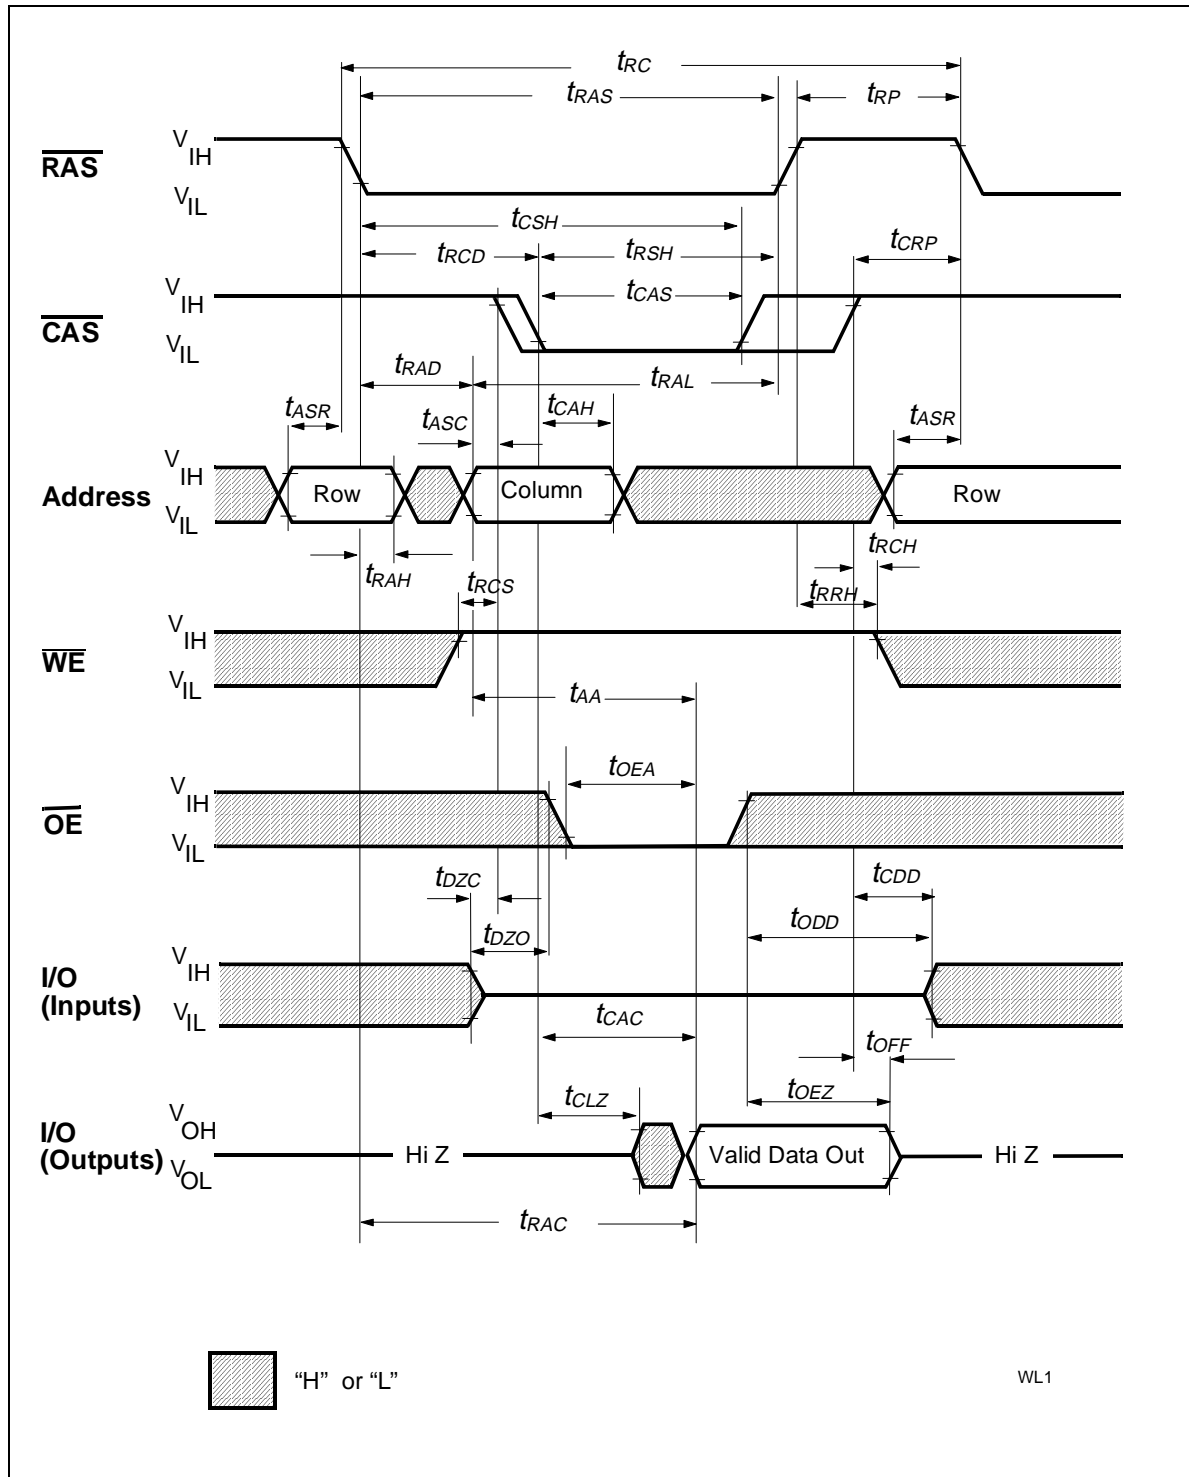 tRC
tRAS
tRP
RAS
VIH
VIL
tCSH
tRCD
tRSH
tCRP
CAS
VIH
VIL
tCAS
tRAD
tRAL
tASR
tASC
tCAH
tASR
Address
VIH
VIL
Row
Column
Row
tRAH
tRCS
tRCH
tRRH
WE
VIH
VIL
tAA
tOEA
OE
VIH
VIL
tDZC
tCDD
tDZO
tODD
I/O
(Inputs)
VIH
VIL
tCAC
tOFF
tCLZ
tOEZ
I/O
(Outputs)
VOH
VOL
Hi Z
Valid Data Out
Hi Z
tRAC
“H” or “L”
WL1